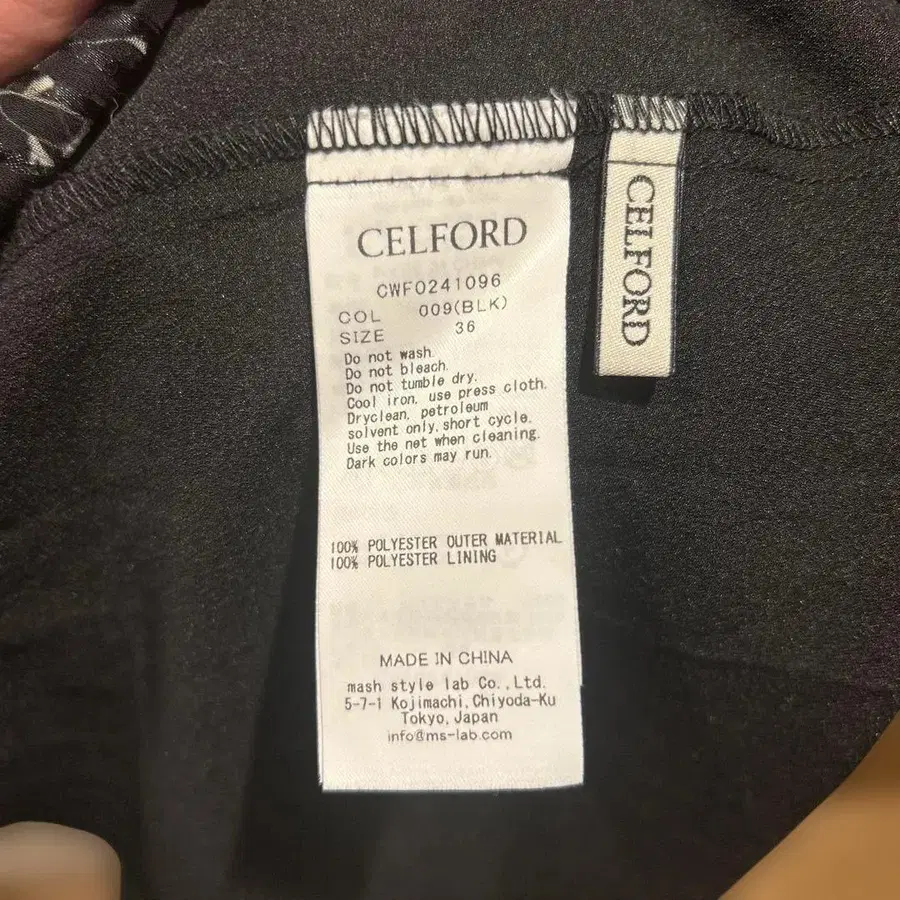 CELFORD
CWFO241096
COL 009(BLK)
SIZE 36
Do not wash.
Do not bleach.
Do not tumble dry.
Cool iron, use press cloth.
Dryclean, petroleum
solvent only, short cycle.
Use the net when cleaning.
Dark colors may run.
100% POLYESTER OUTER MATERIAL
100% POLYESTER LINING
MADE IN CHINA
mash style lab Co.,Ltd.
5-7-1 Kojimachi,Chiyoda-Ku
Tokyo,Japan
info@ms-lab.com
CELFORD